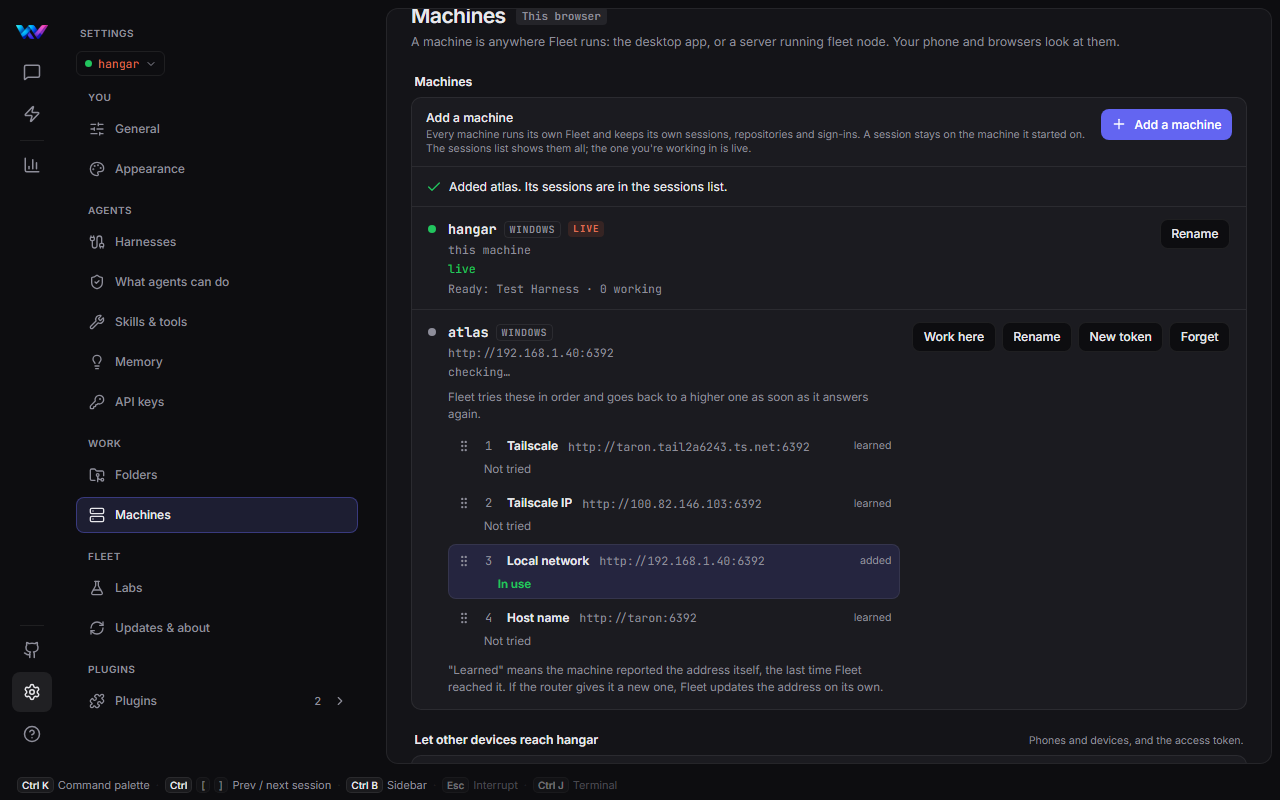 SETTINGS
hangar
YOU
General
Appearance
AGENTS
Harnesses
What agents can do
Skills & tools
Memory
API keys
WORK
Folders
Machines
FLEET
Labs
Updates & about
PLUGINS
Plugins 2
Machines This browser
A machine is anywhere Fleet runs: the desktop app, or a server running fleet node. Your phone and browsers look at them.
Machines
Add a machine
Every machine runs its own Fleet and keeps its own sessions, repositories and sign-ins. A session stays on the machine it started on.
The sessions list shows them all; the one you're working in is live.
Add a machine
Added atlas. Its sessions are in the sessions list.
hangar WINDOWS LIVE
Rename
this machine
live
Ready: Test Harness · 0 working
atlas WINDOWS
Work here Rename New token Forget
http://192.168.1.40:6392
checking…
Fleet tries these in order and goes back to a higher one as soon as it answers
again.
1 Tailscale http://taron.tail2a6243.ts.net:6392 learned
Not tried
2 Tailscale IP http://100.82.146.103:6392 learned
Not tried
3 Local network http://192.168.1.40:6392 added
In use
4 Host name http://taron:6392 learned
Not tried
"Learned" means the machine reported the address itself, the last time Fleet
reached it. If the router gives it a new one, Fleet updates the address on its own.
Let other devices reach hangar
Phones and devices, and the access token.
Ctrl K Command palette Ctrl [ ] Prev / next session Ctrl B Sidebar Esc Interrupt Ctrl J Terminal